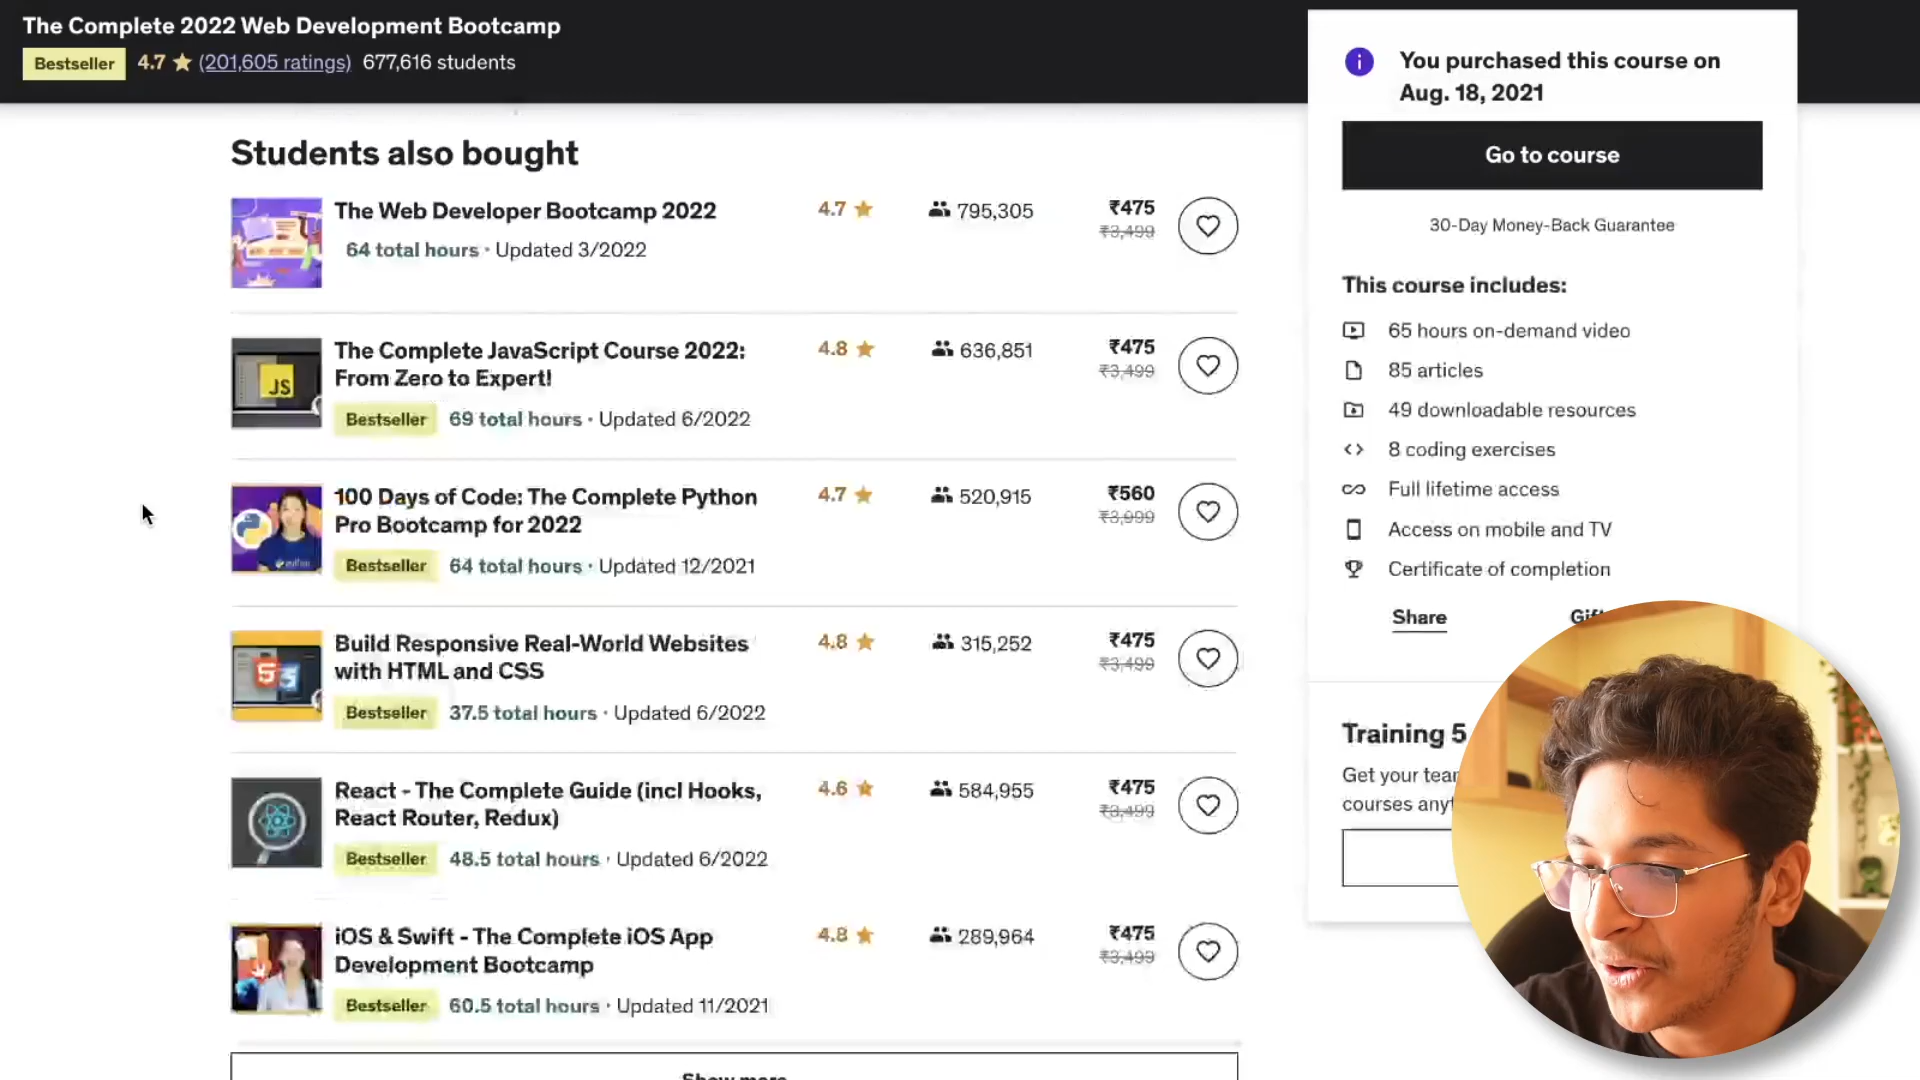 The Complete 2022 Web Development Bootcamp
Bestseller 4.7 (201,605 ratings) 677,616 students
Students also bought
The Web Developer Bootcamp 2022 4.7 795,305 ₹475
₹3,499
64 total hours · Updated 3/2022
The Complete JavaScript Course 2022: 4.8 636,851 ₹475
From Zero to Expert! ₹3,499
Bestseller 69 total hours · Updated 6/2022
JS
100 Days of Code: The Complete Python 4.7 520,915 ₹560
Pro Bootcamp for 2022 ₹3,999
Bestseller 64 total hours · Updated 12/2021
Build Responsive Real-World Websites 4.8 315,252 ₹475
with HTML and CSS ₹3,499
Bestseller 37.5 total hours · Updated 6/2022
React - The Complete Guide (incl Hooks, 4.6 584,955 ₹475
React Router, Redux) ₹3,499
Bestseller 48.5 total hours · Updated 6/2022
iOS & Swift - The Complete iOS App 4.8 289,964 ₹475
Development Bootcamp ₹3,499
Bestseller 60.5 total hours · Updated 11/2021
Show more
You purchased this course on
Aug. 18, 2021
Go to course
30-Day Money-Back Guarantee
This course includes:
65 hours on-demand video
85 articles
49 downloadable resources
8 coding exercises
Full lifetime access
Access on mobile and TV
Certificate of completion
Share
Training 5
Get your
courses